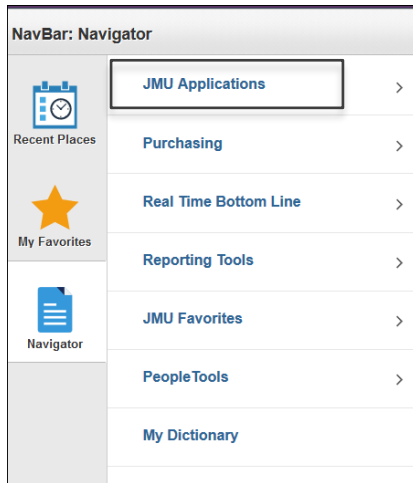 NavBar: Navigator
Recent Places
My Favorites
Navigator
JMU Applications
Purchasing
Real Time Bottom Line
Reporting Tools
JMU Favorites
PeopleTools
My Dictionary